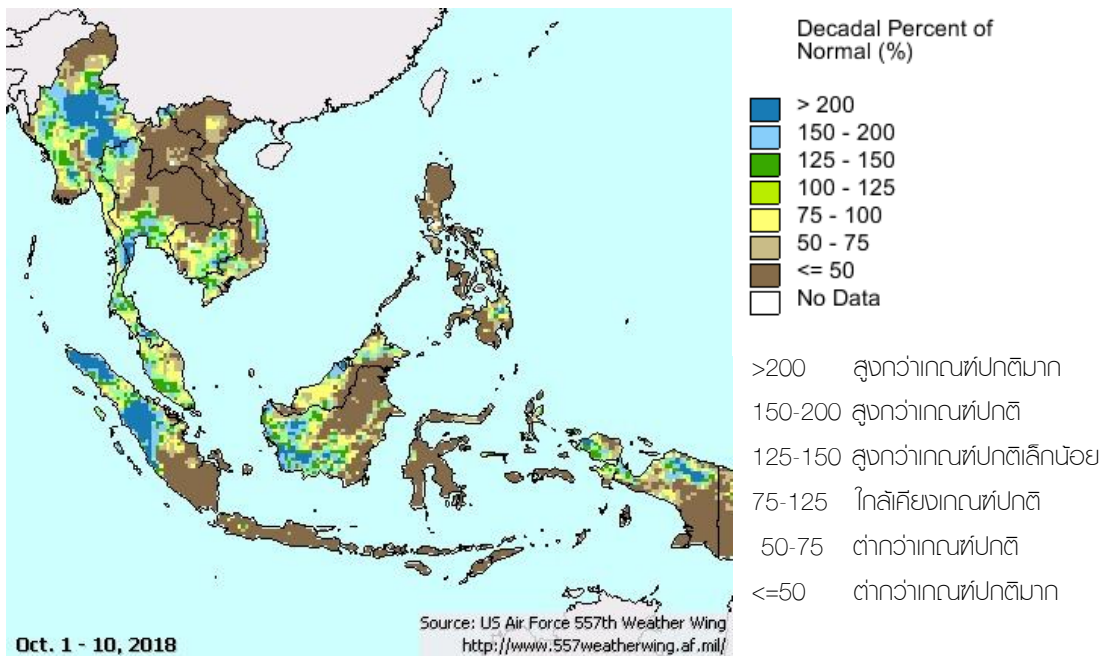 Decadal Percent of
Normal (%)
> 200
150 - 200
125 - 150
100 - 125
75 - 100
50 - 75
<= 50
No Data
>200 สูงกว่าเกณฑ์ปกติมาก
150-200 สูงกว่าเกณฑ์ปกติ
125-150 สูงกว่าเกณฑ์ปกติเล็กน้อย
75-125 ใกล้เคียงเกณฑ์ปกติ
50-75 ต่ำกว่าเกณฑ์ปกติ
<=50 ต่ำกว่าเกณฑ์ปกติมาก
Source: US Air Force 557th Weather Wing
Oct. 1 - 10, 2018 http://www.557weatherwing.af.mil/